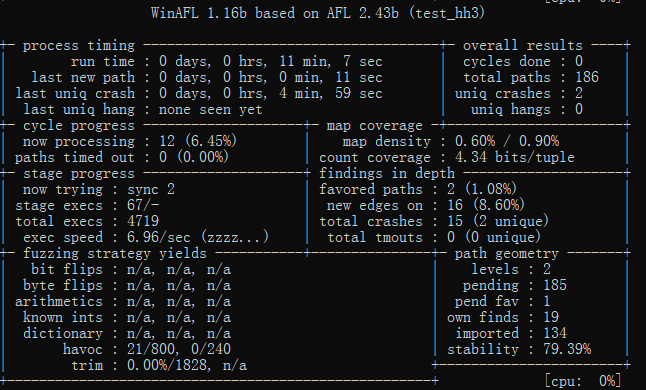 [cpu: 0%]
WinAFL 1.16b based on AFL 2.43b (test_hh3)
+- process timing -------------------------------------+- overall results ----+
| run time : 0 days, 0 hrs, 11 min, 7 sec | cycles done : 0 |
| last new path : 0 days, 0 hrs, 0 min, 11 sec | total paths : 186 |
| last uniq crash : 0 days, 0 hrs, 4 min, 59 sec | uniq crashes : 2 |
| last uniq hang : none seen yet | uniq hangs : 0 |
+- cycle progress --------------------+- map coverage -+----------------------+
| now processing : 12 (6.45%) | map density : 0.60% / 0.90% |
| paths timed out : 0 (0.00%) | count coverage : 4.34 bits/tuple |
+- stage progress --------------------+ findings in depth --------------------+
| now trying : sync 2 | favored paths : 2 (1.08%) |
| stage execs : 67/- | new edges on : 16 (8.60%) |
| total execs : 4719 | total crashes : 15 (2 unique) |
| exec speed : 6.96/sec (zzzz...) | total tmouts : 0 (0 unique) |
+- fuzzing strategy yields -----------+---------------+- path geometry -------+
| bit flips : n/a, n/a, n/a | levels : 2 |
| byte flips : n/a, n/a, n/a | pending : 185 |
| arithmetics : n/a, n/a, n/a | pend fav : 1 |
| known ints : n/a, n/a, n/a | own finds : 19 |
| dictionary : n/a, n/a, n/a | imported : 134 |
| havoc : 21/800, 0/240 | stability : 79.39% |
| trim : 0.00%/1828, n/a +-----------------------+
+-----------------------------------------------------+ [cpu: 0%]